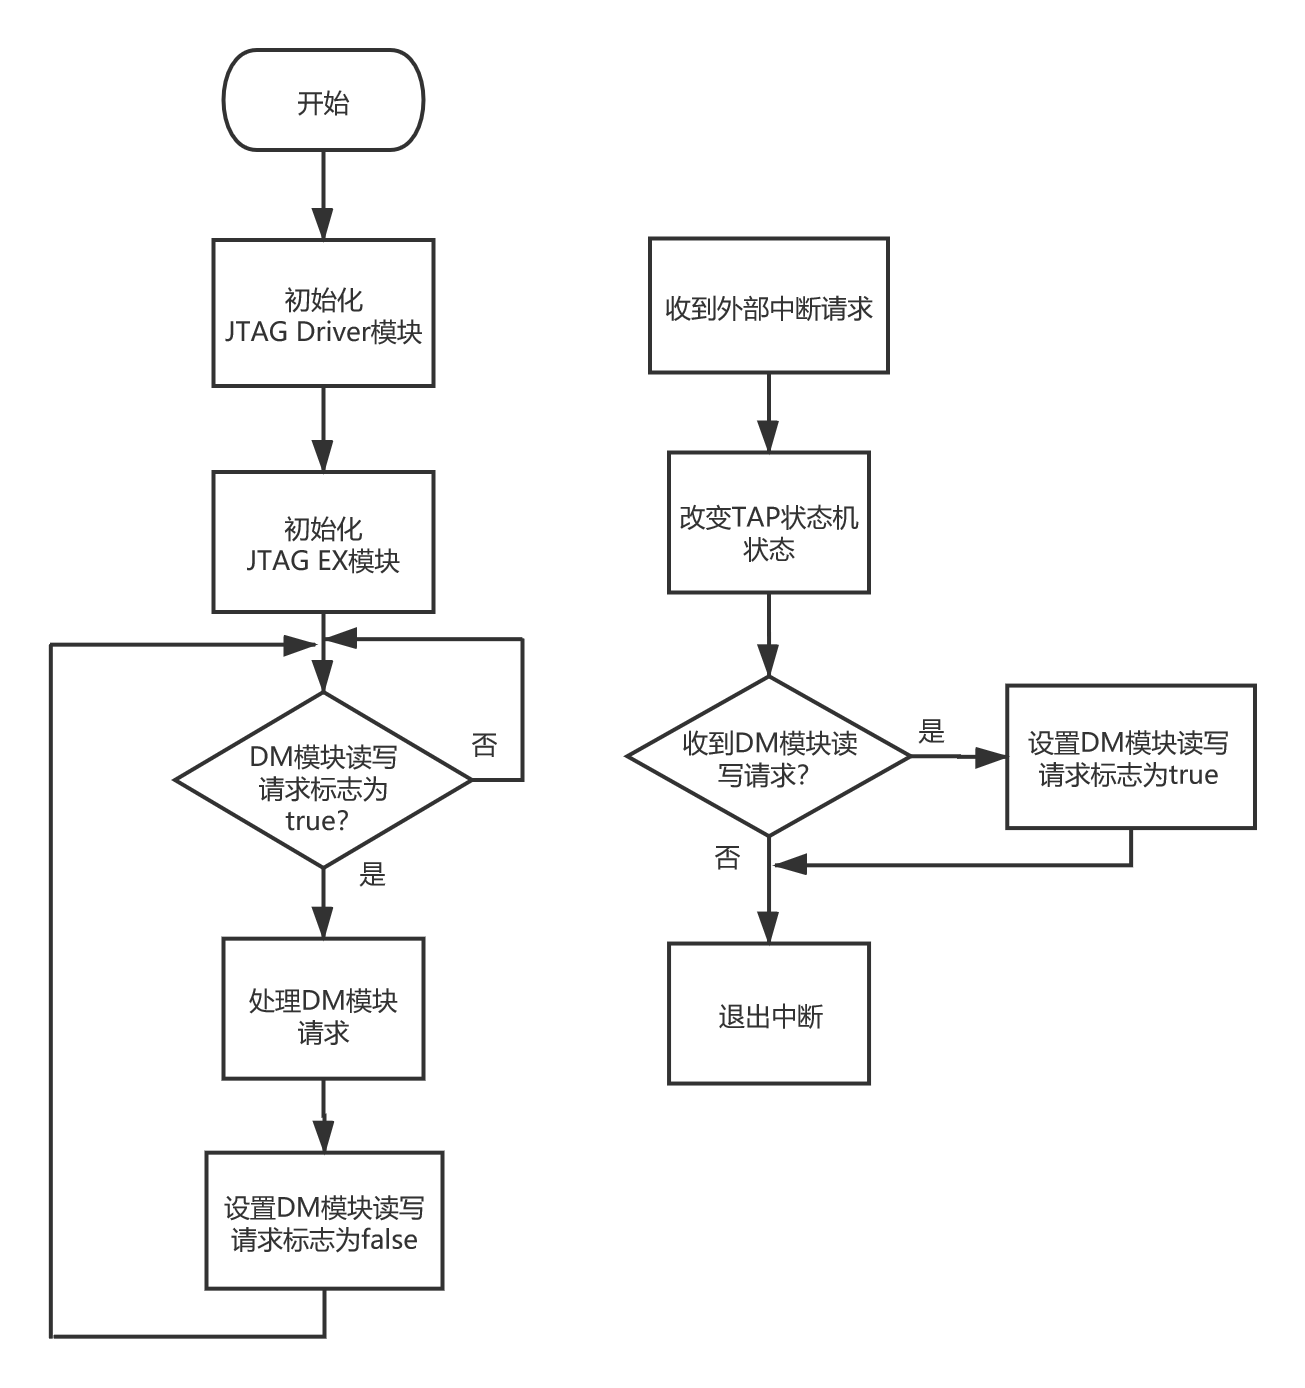 开始
初始化
JTAG Driver模块
初始化
JTAG EX模块
DM模块读写
请求标志为
true?
否
是
处理DM模块
请求
设置DM模块读写
请求标志为false
收到外部中断请求
改变TAP状态机
状态
收到DM模块读
写请求?
是
设置DM模块读写
请求标志为true
否
退出中断